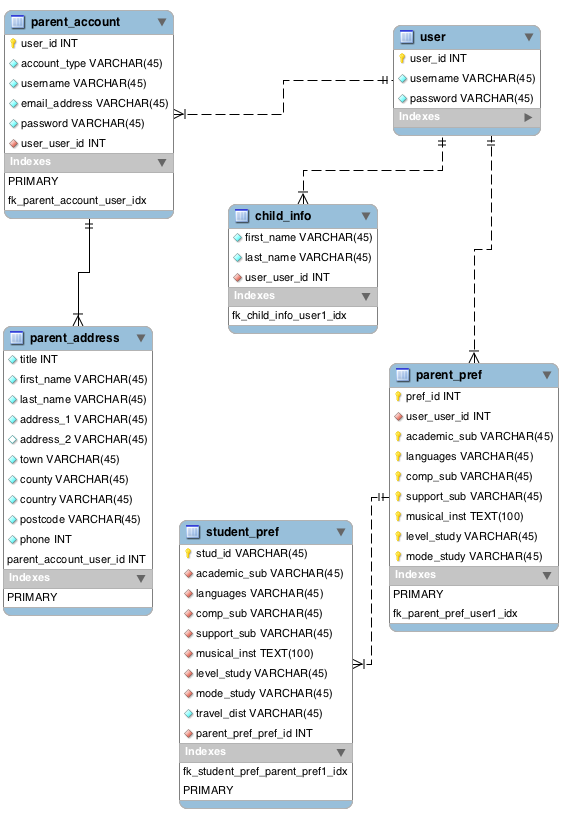 parent_account
user_id INT
account_type VARCHAR(45)
username VARCHAR(45)
email_address VARCHAR(45)
password VARCHAR(45)
user_user_id INT
Indexes
PRIMARY
fk_parent_account_user_idx
user
user_id INT
username VARCHAR(45)
password VARCHAR(45)
Indexes
child_info
first_name VARCHAR(45)
last_name VARCHAR(45)
user_user_id INT
Indexes
fk_child_info_user1_idx
parent_address
title INT
first_name VARCHAR(45)
last_name VARCHAR(45)
address_1 VARCHAR(45)
address_2 VARCHAR(45)
town VARCHAR(45)
county VARCHAR(45)
country VARCHAR(45)
postcode VARCHAR(45)
phone INT
parent_account_user_id INT
Indexes
PRIMARY
parent_pref
pref_id INT
user_user_id INT
academic_sub VARCHAR(45)
languages VARCHAR(45)
comp_sub VARCHAR(45)
support_sub VARCHAR(45)
musical_inst TEXT(100)
level_study VARCHAR(45)
mode_study VARCHAR(45)
Indexes
PRIMARY
fk_parent_pref_user1_idx
student_pref
stud_id VARCHAR(45)
academic_sub VARCHAR(45)
languages VARCHAR(45)
comp_sub VARCHAR(45)
support_sub VARCHAR(45)
musical_inst TEXT(100)
level_study VARCHAR(45)
mode_study VARCHAR(45)
travel_dist VARCHAR(45)
parent_pref_pref_id INT
Indexes
fk_student_pref_parent_pref1_idx
PRIMARY